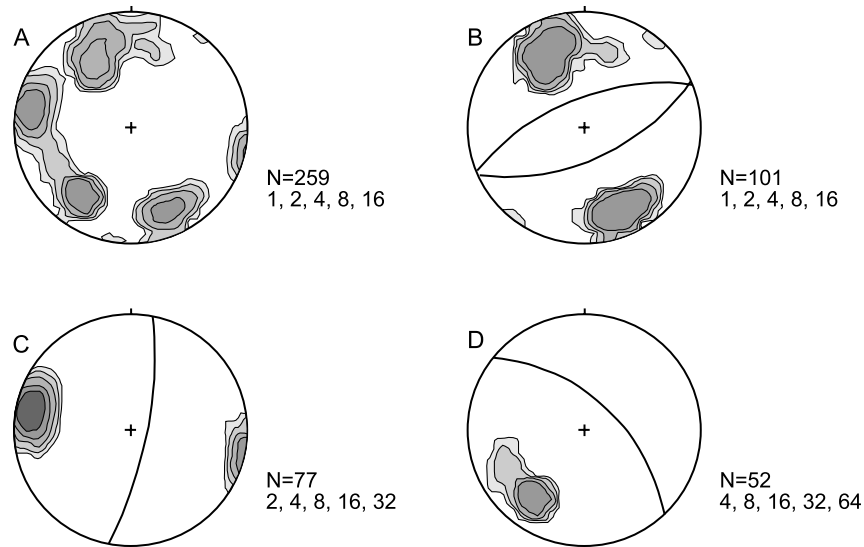 A
N=259
1, 2, 4, 8, 16
B
N=101
1, 2, 4, 8, 16
C
N=77
2, 4, 8, 16, 32
D
N=52
4, 8, 16, 32, 64